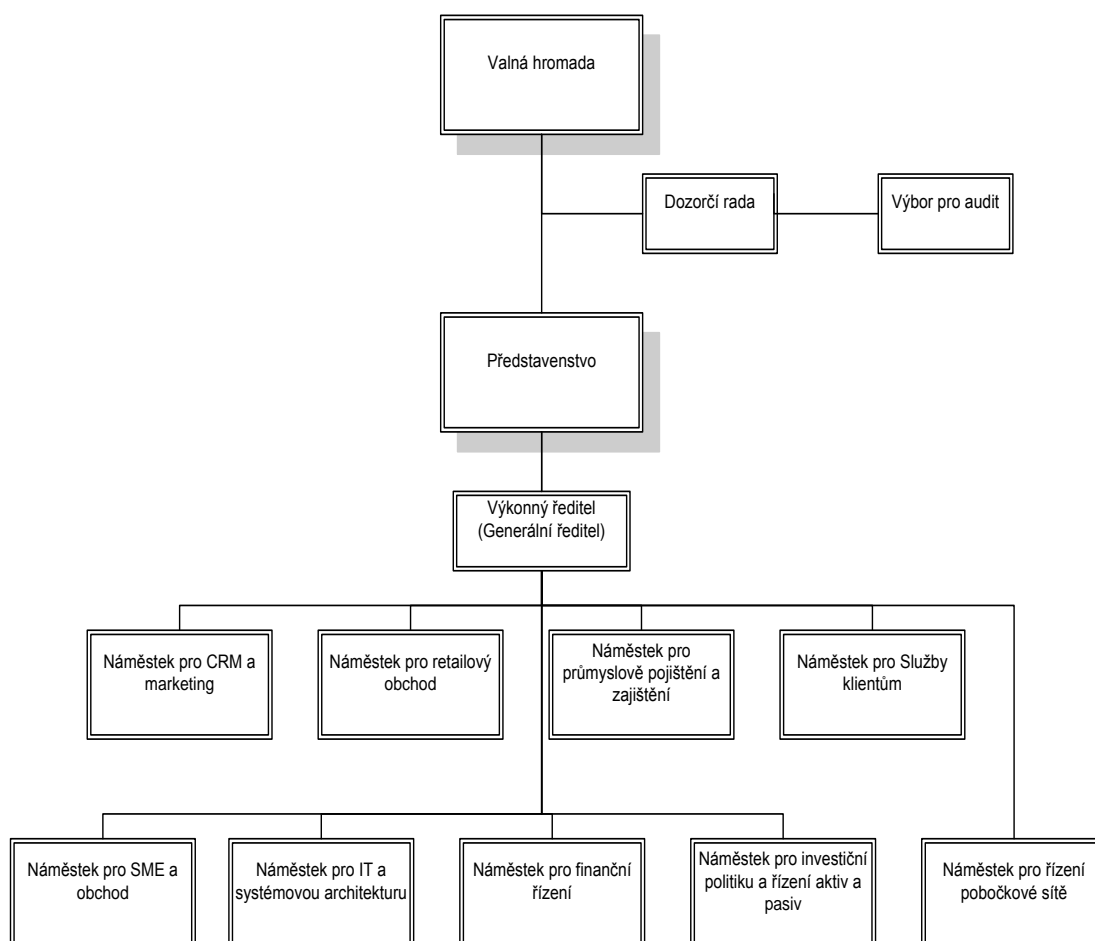 Valná hromada
Dozorčí rada
Výbor pro audit
Představenstvo
Výkonný ředitel
(Generální ředitel)
Náměstek pro CRM a
marketing
Náměstek pro retailový
obchod
Náměstek pro
průmyslově pojištění a
zajištění
Náměstek pro Služby
klientům
Náměstek pro SME a
obchod
Náměstek pro IT a
systémovou architekturu
Náměstek pro finanční
řízení
Náměstek pro investiční
politiku a řízení aktiv a
pasiv
Náměstek pro řízení
pobočkové sítě